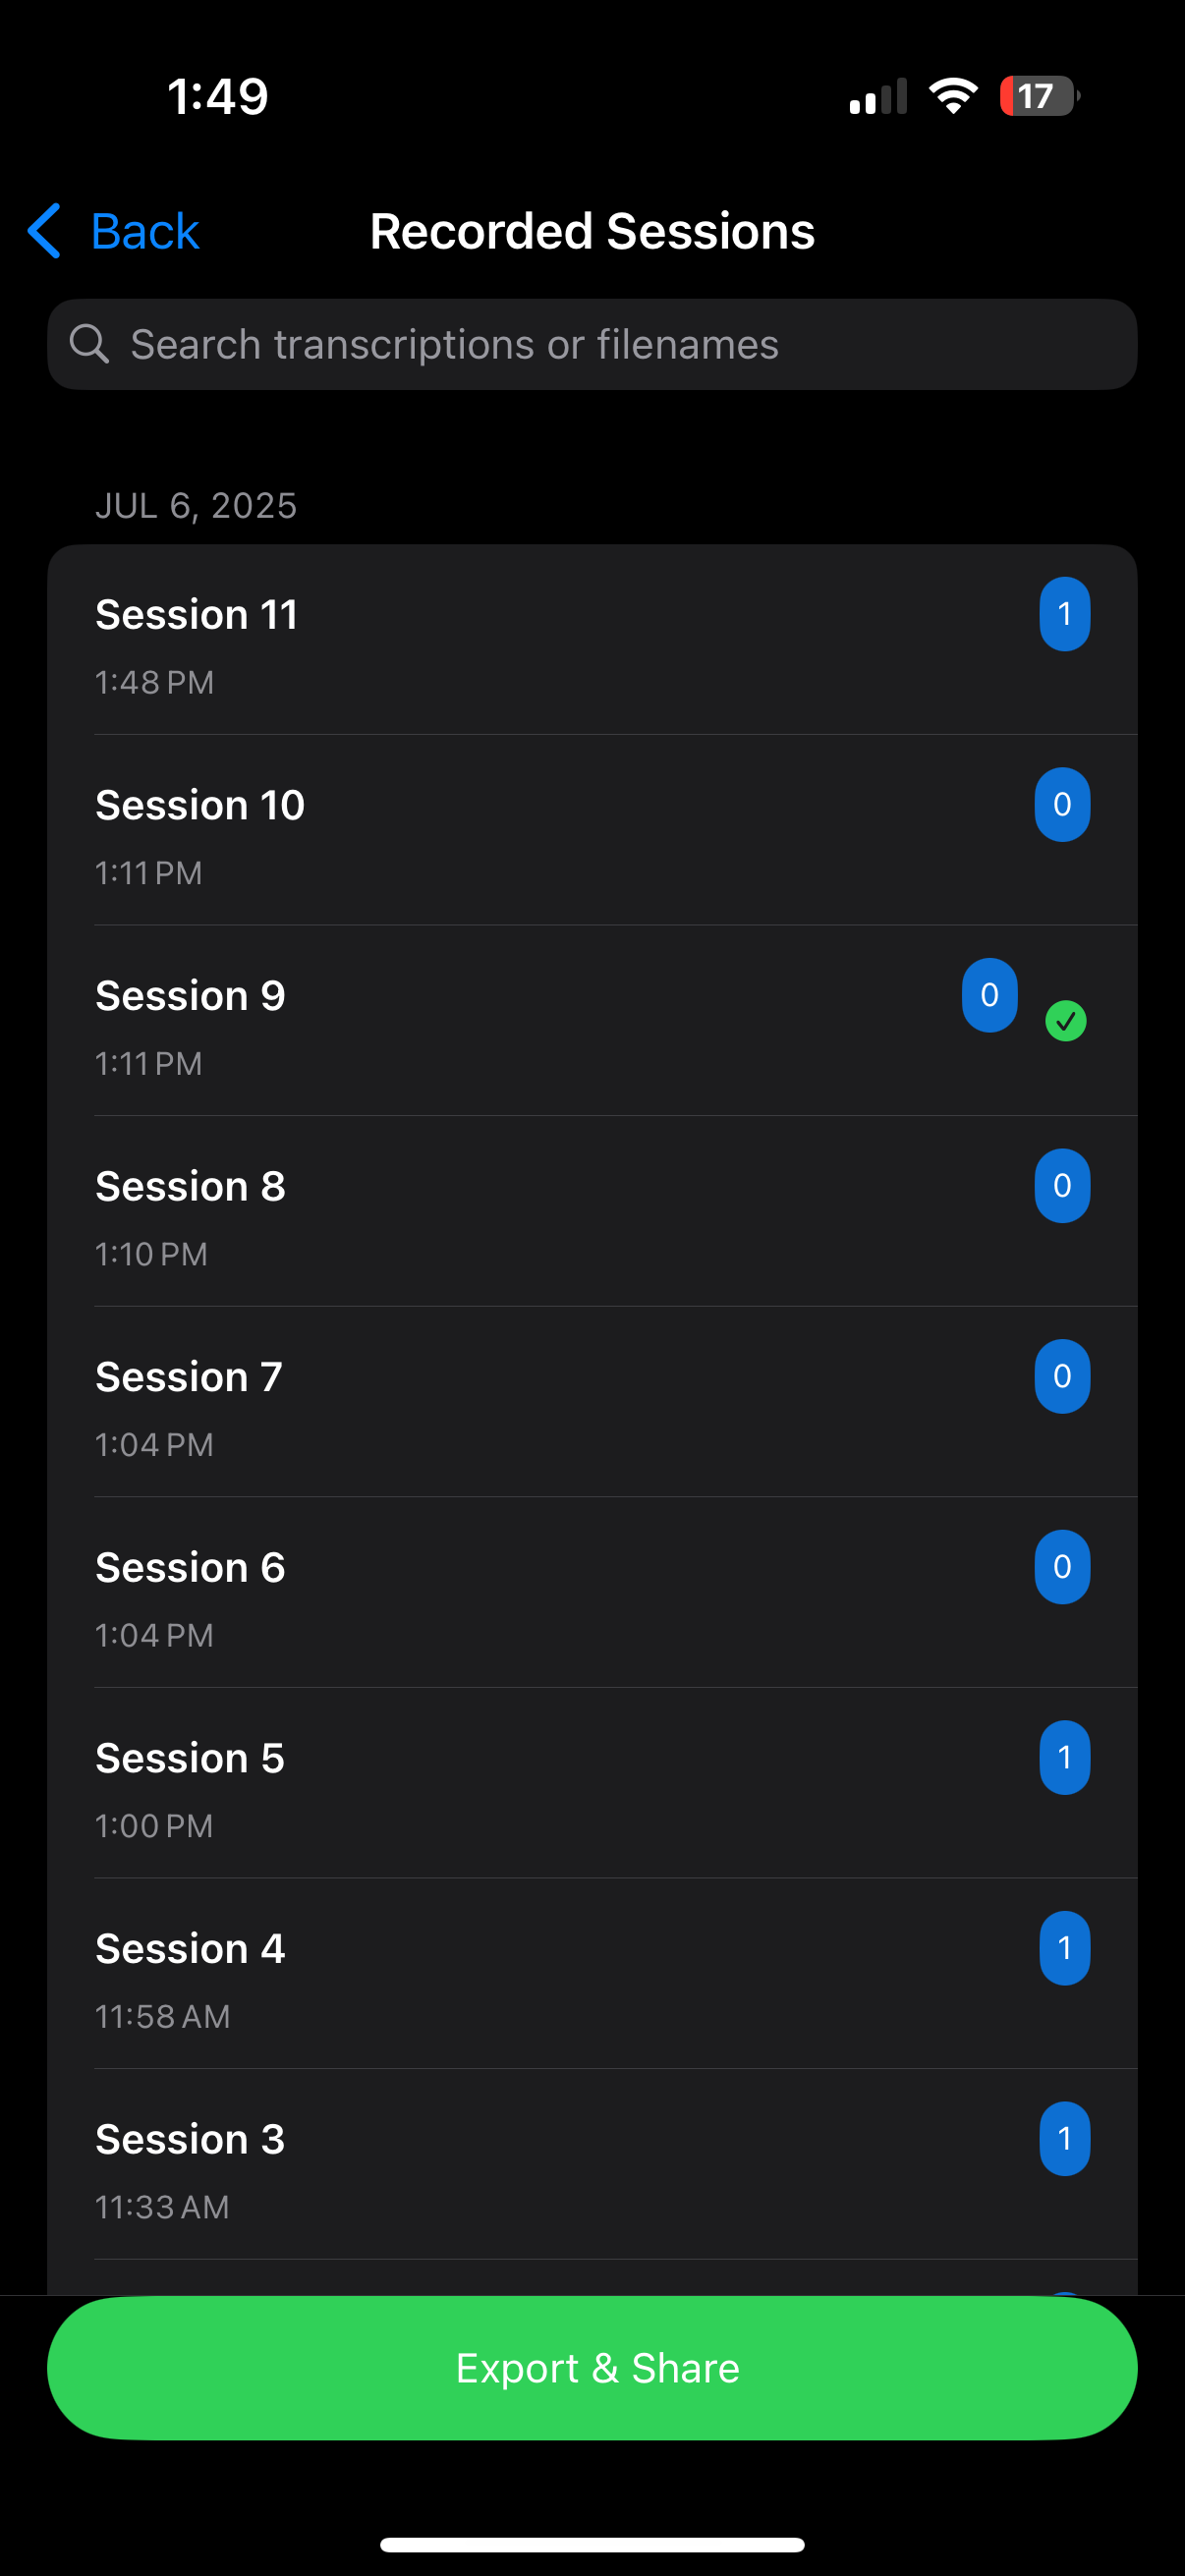 1:49
17
Back
Recorded Sessions
Search transcriptions or filenames
JUL 6, 2025
Session 11
1
1:48 PM
Session 10
0
1:11 PM
Session 9
0
1:11 PM
Session 8
0
1:10 PM
Session 7
0
1:04 PM
Session 6
0
1:04 PM
Session 5
1
1:00 PM
Session 4
1
11:58 AM
Session 3
1
11:33 AM
Export & Share